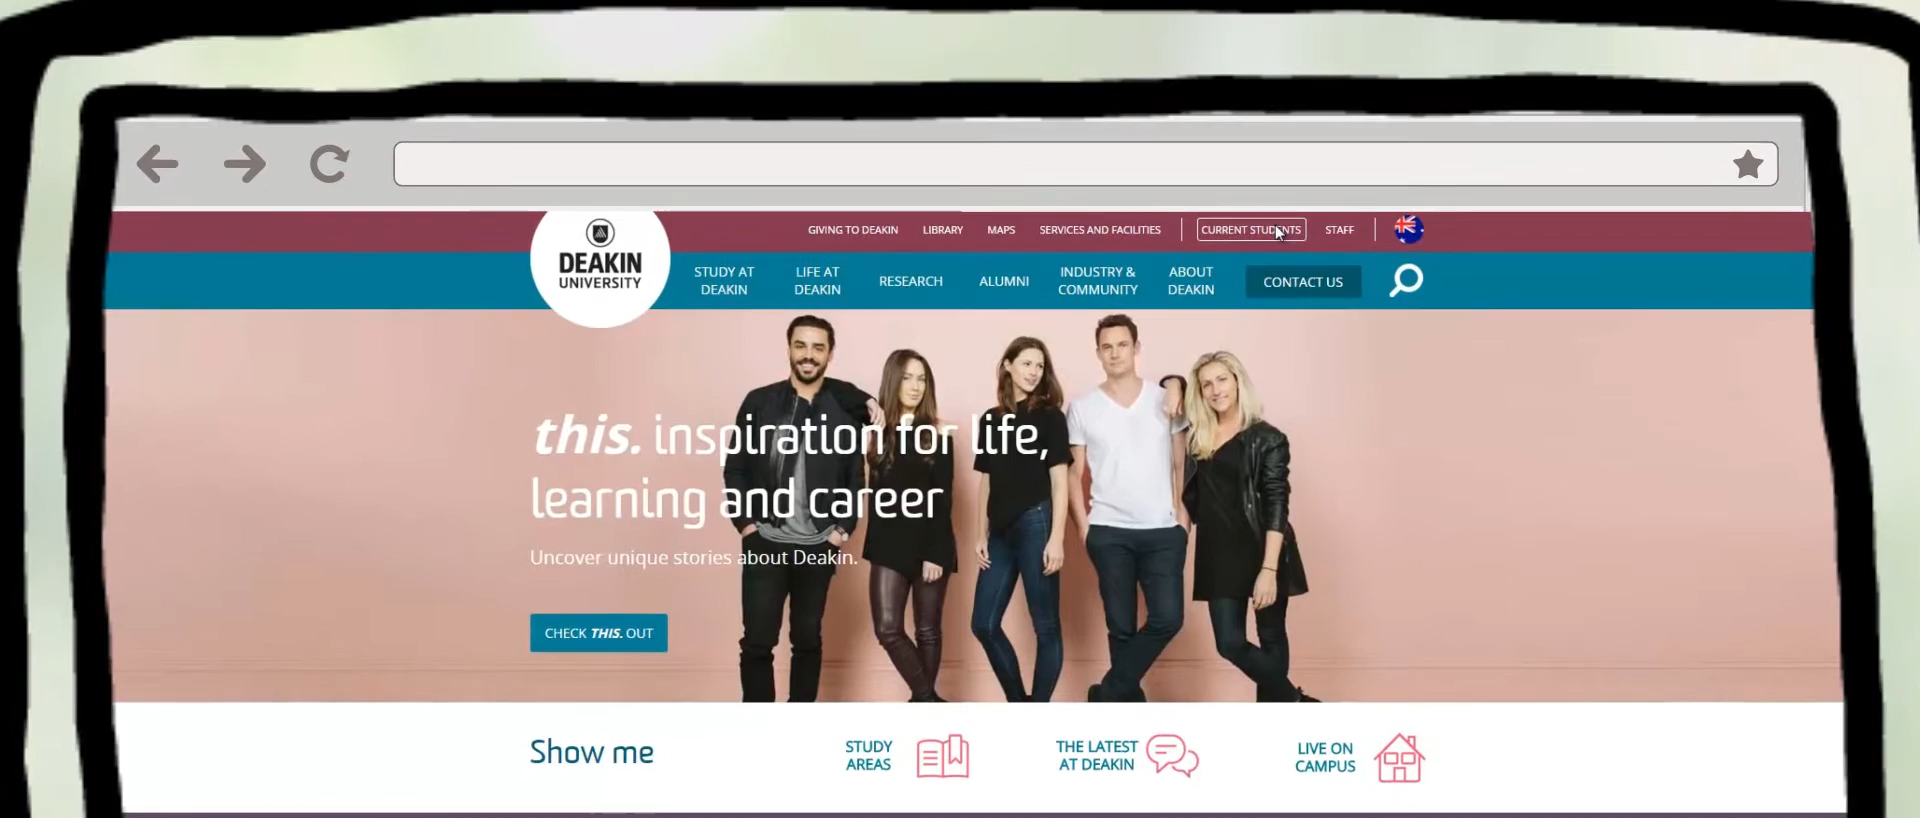 GIVING TO DEAKIN LIBRARY MAPS SERVICES AND FACILITIES CURRENT STUDENTS STAFF
DEAKIN
UNIVERSITY
STUDY AT
DEAKIN
LIFE AT
DEAKIN
RESEARCH
ALUMNI
INDUSTRY &
COMMUNITY
ABOUT
DEAKIN
CONTACT US
this. inspiration for life,
learning and career
Uncover unique stories about Deakin.
CHECK THIS. OUT
Show me
STUDY
AREAS
THE LATEST
AT DEAKIN
LIVE ON
CAMPUS